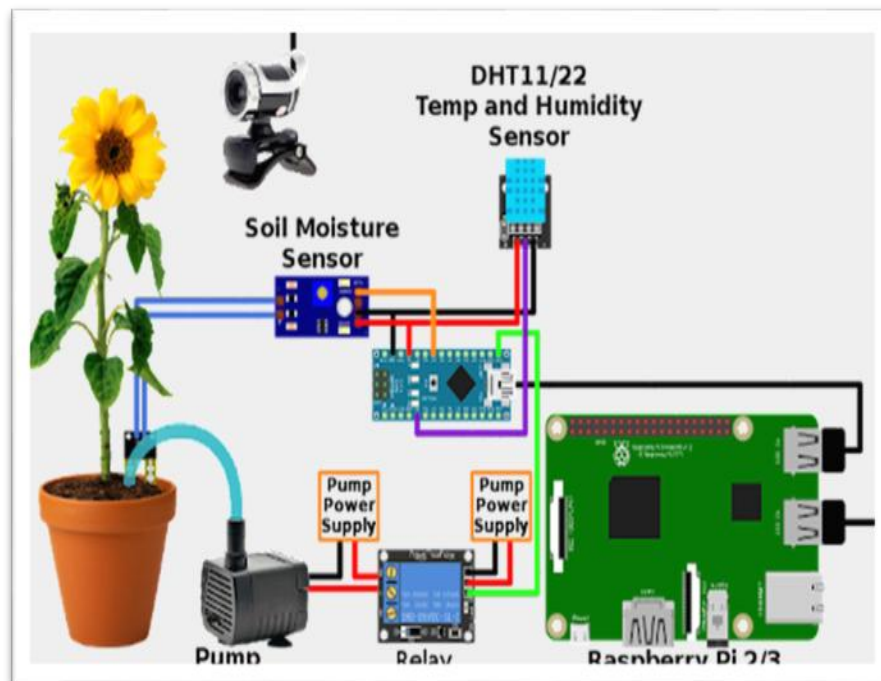 DHT11/22
Temp and Humidity
Sensor
Soil Moisture
Sensor
Pump
Power
Supply
Pump
Power
Supply
Pump
Relay
Raspberry Pi 2/3